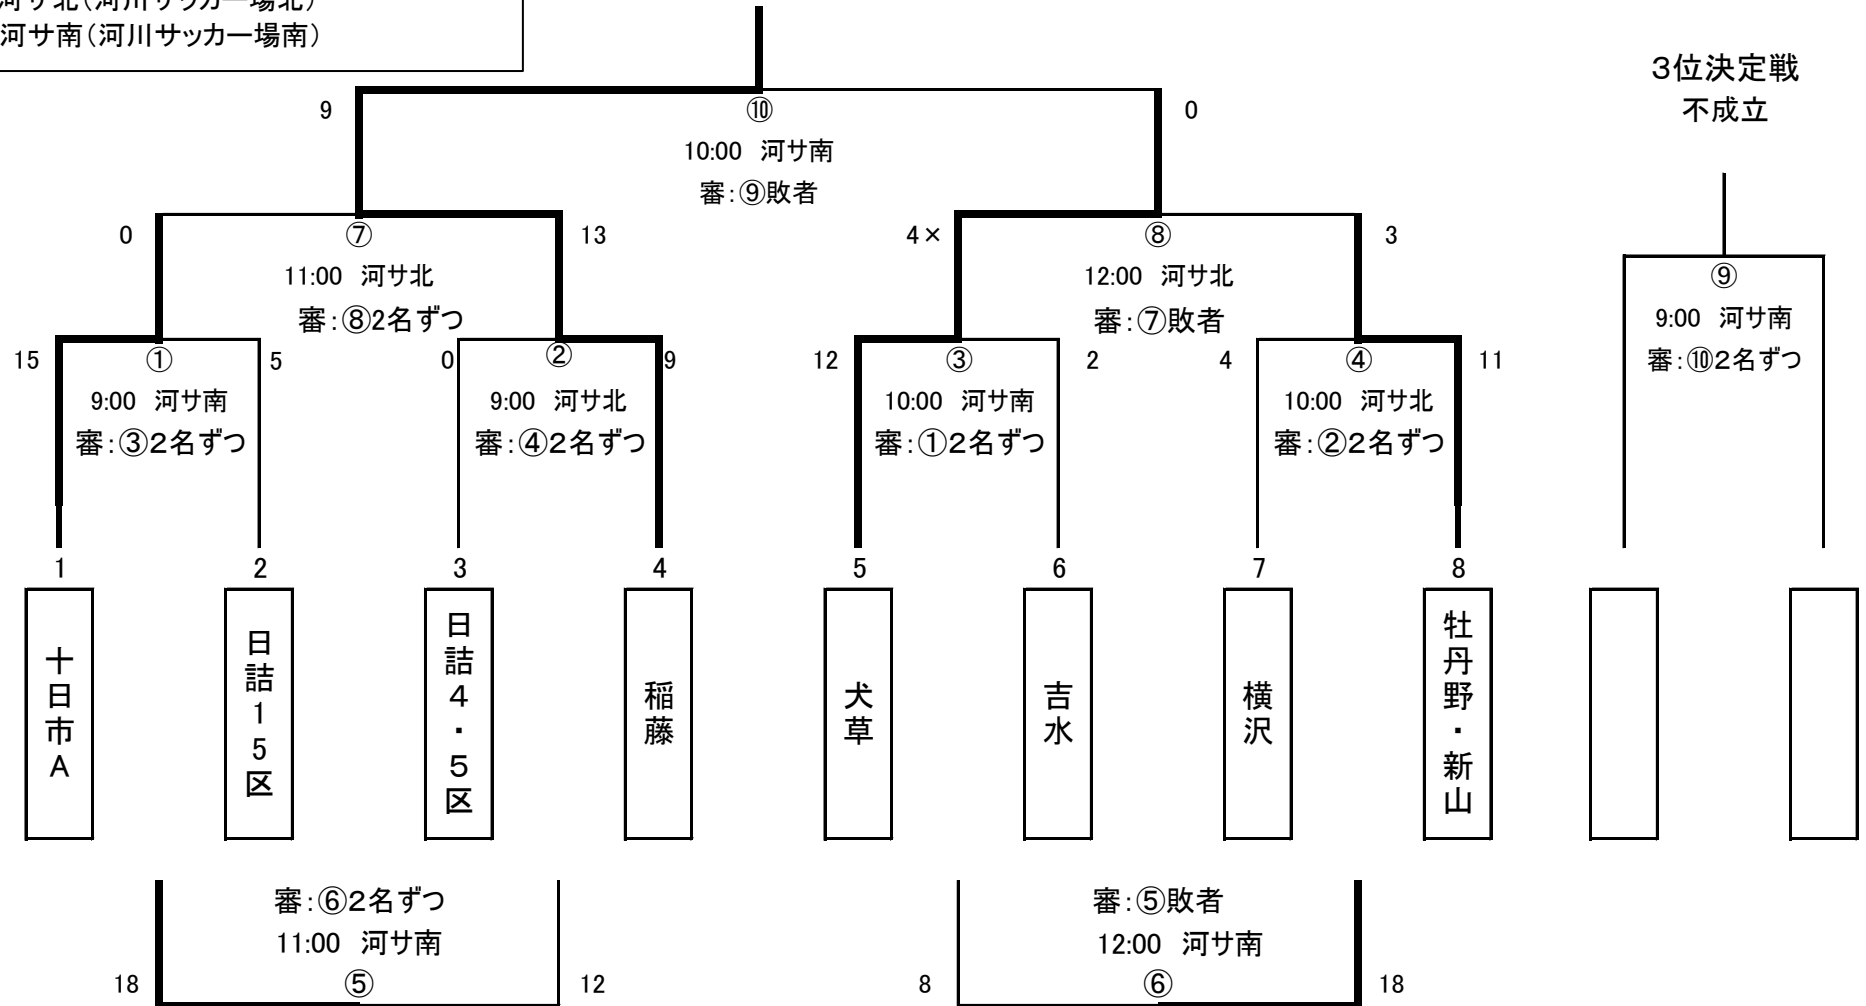 河サ北（河川サッカー場北）
河サ南（河川サッカー場南）
3位決定戦
不成立
9
⑩
0
10:00 河サ南
審：⑨敗者
0
⑦
13
11:00 河サ北
審：⑧2名ずつ
4×
⑧
3
12:00 河サ北
審：⑦敗者
⑨
9:00 河サ南
審：⑩2名ずつ
15
①
5
9:00 河サ南
審：③2名ずつ
0
②
9
9:00 河サ北
審：④2名ずつ
12
③
2
10:00 河サ南
審：①2名ずつ
4
④
11
10:00 河サ北
審：②2名ずつ
1
2
3
4
5
6
7
8
十日市A
日詰15区
日詰4・5区
稲藤
犬草
吉水
横沢
牡丹野・新山
審：⑥2名ずつ
11:00 河サ南
18
⑤
12
審：⑤敗者
12:00 河サ南
8
⑥
18